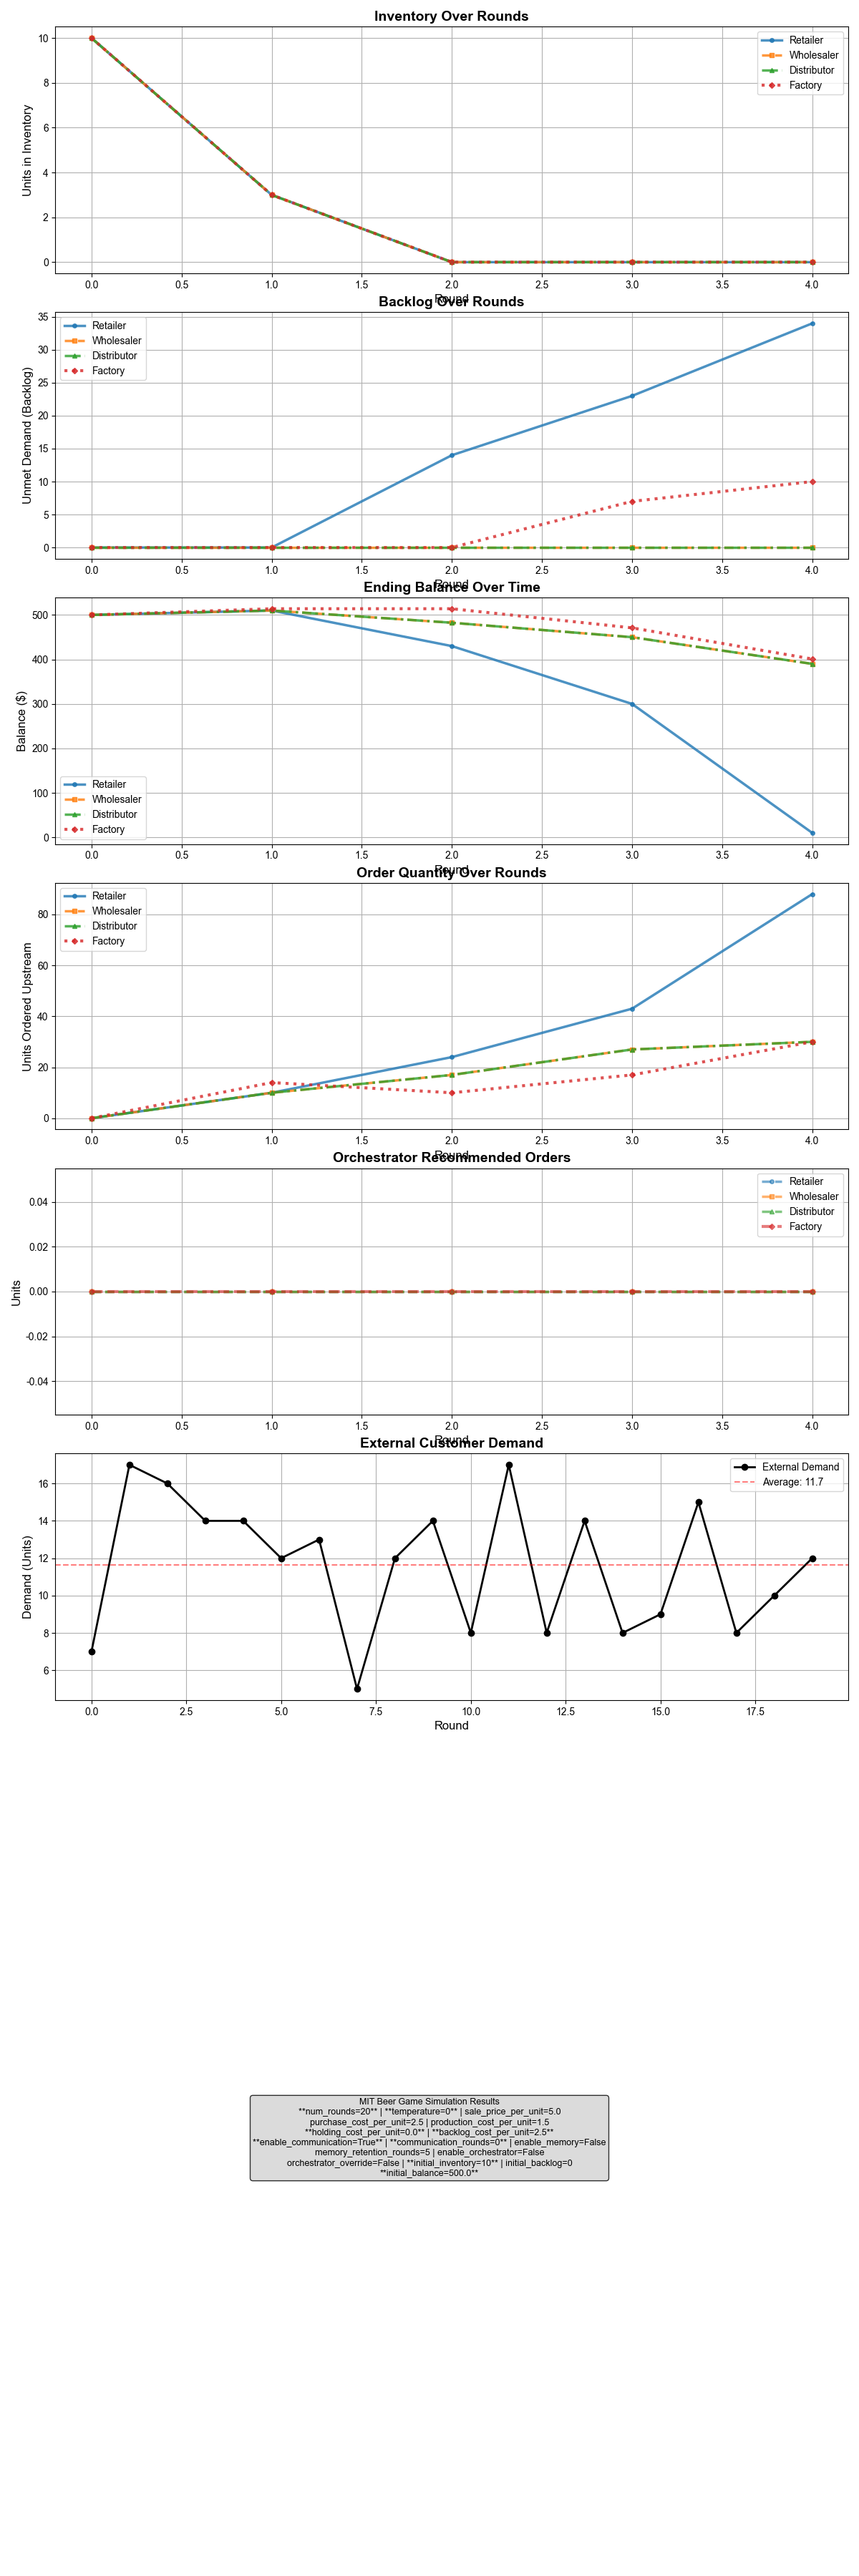 Inventory Over Rounds
Units in Inventory
10
8
6
4
2
0
Retailer
Wholesaler
Distributor
Factory
0.0 0.5 1.0 1.5 2.0 2.5 3.0 3.5 4.0
Round
Backlog Over Rounds
Unmet Demand (Backlog)
35
30
25
20
15
10
5
0
Retailer
Wholesaler
Distributor
Factory
0.0 0.5 1.0 1.5 2.0 2.5 3.0 3.5 4.0
Round
Ending Balance Over Time
Balance ($)
500
400
300
200
100
0
Retailer
Wholesaler
Distributor
Factory
0.0 0.5 1.0 1.5 2.0 2.5 3.0 3.5 4.0
Round
Order Quantity Over Rounds
Units Ordered Upstream
80
60
40
20
0
Retailer
Wholesaler
Distributor
Factory
0.0 0.5 1.0 1.5 2.0 2.5 3.0 3.5 4.0
Round
Orchestrator Recommended Orders
Units
0.04
0.02
0.00
-0.02
-0.04
Retailer
Wholesaler
Distributor
Factory
0.0 0.5 1.0 1.5 2.0 2.5 3.0 3.5 4.0
Round
External Customer Demand
Demand (Units)
16
14
12
10
8
6
External Demand
Average: 11.7
0.0 2.5 5.0 7.5 10.0 12.5 15.0 17.5
Round
MIT Beer Game Simulation Results
**num_rounds=20** | **temperature=0** | sale_price_per_unit=5.0
purchase_cost_per_unit=2.5 | production_cost_per_unit=1.5
**holding_cost_per_unit=0.0** | **backlog_cost_per_unit=2.5**
**enable_communication=True** | **communication_rounds=0** | enable_memory=False
memory_retention_rounds=5 | enable_orchestrator=False
orchestrator_override=False | **initial_inventory=10** | initial_backlog=0
**initial_balance=500.0**